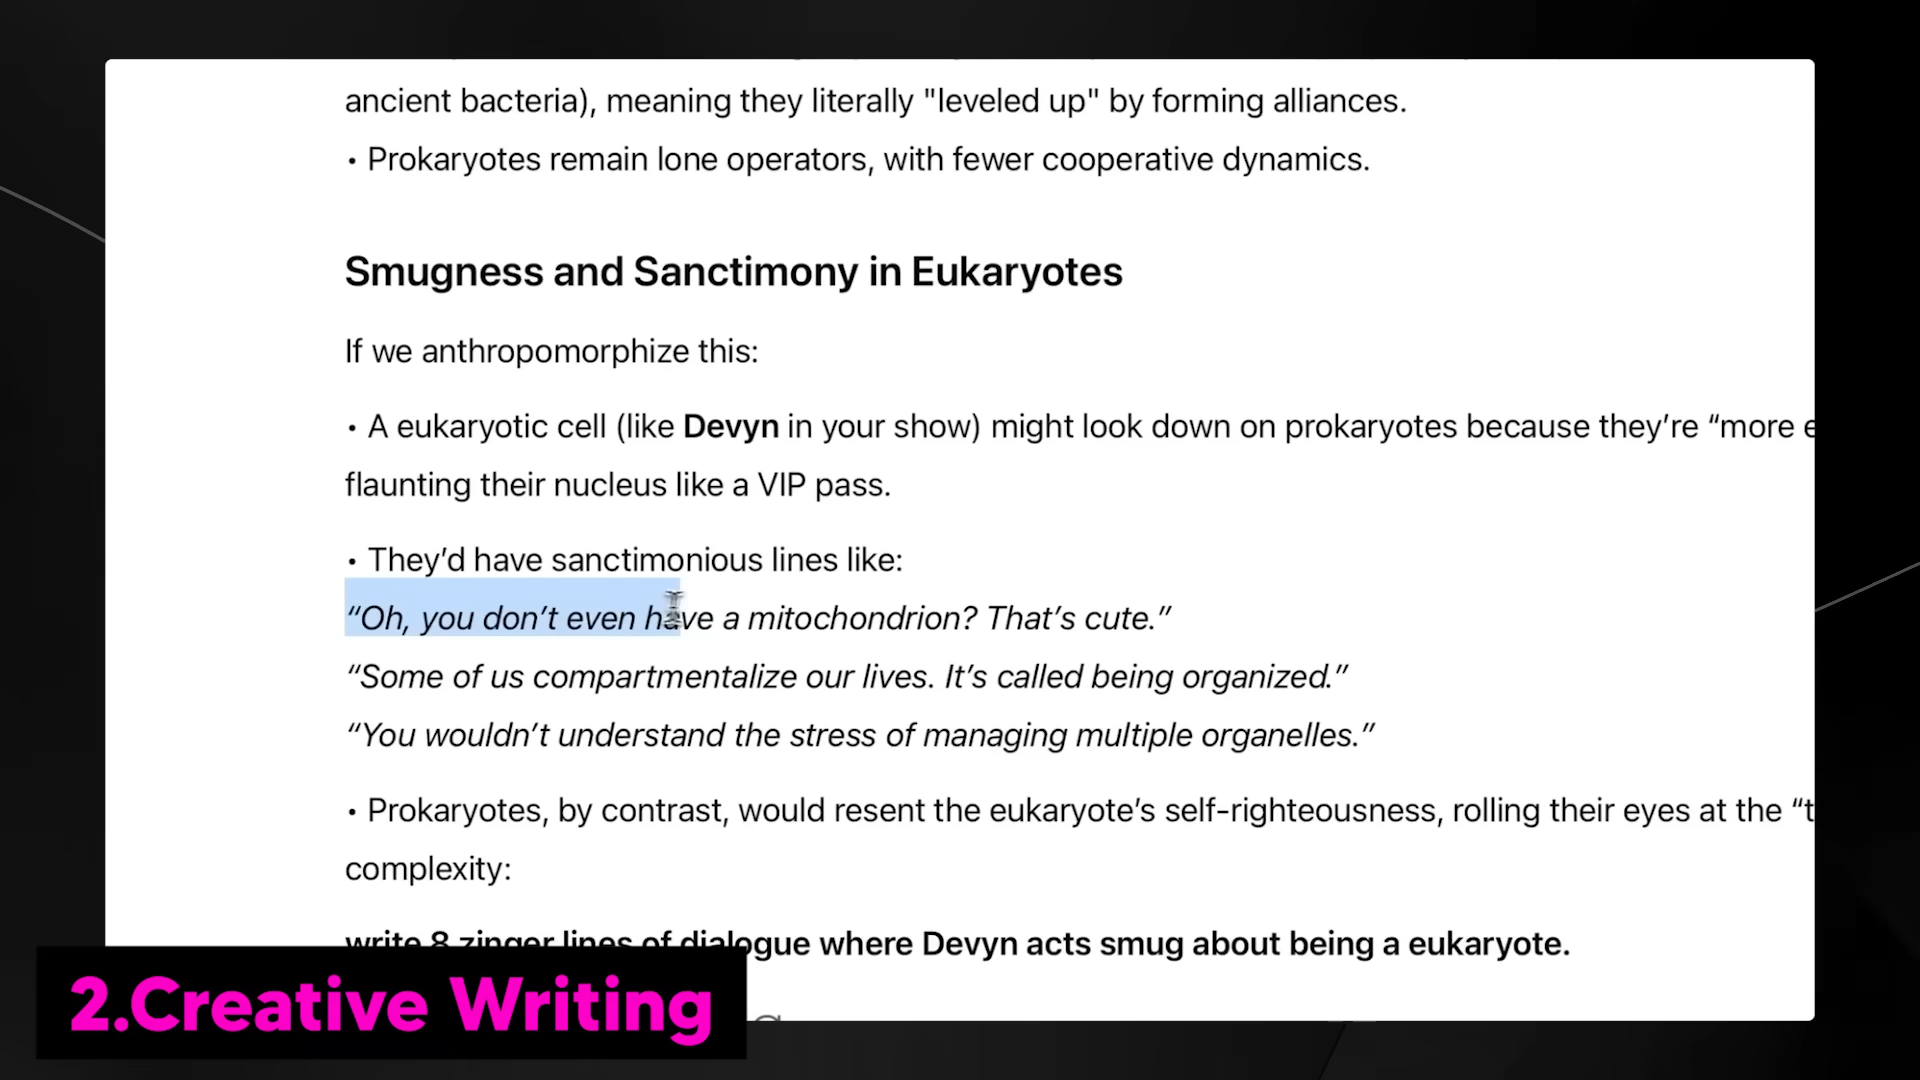 ancient bacteria), meaning they literally "leveled up" by forming alliances.
• Prokaryotes remain lone operators, with fewer cooperative dynamics.
Smugness and Sanctimony in Eukaryotes
If we anthropomorphize this:
• A eukaryotic cell (like Devyn in your show) might look down on prokaryotes because they’re “more e
flaunting their nucleus like a VIP pass.
• They’d have sanctimonious lines like:
“Oh, you don’t even have a mitochondrion? That’s cute.”
“Some of us compartmentalize our lives. It’s called being organized.”
“You wouldn’t understand the stress of managing multiple organelles.”
• Prokaryotes, by contrast, would resent the eukaryote’s self-righteousness, rolling their eyes at the “t
complexity:
write 8 zinger lines of dialogue where Devyn acts smug about being a eukaryote.
2.Creative Writing